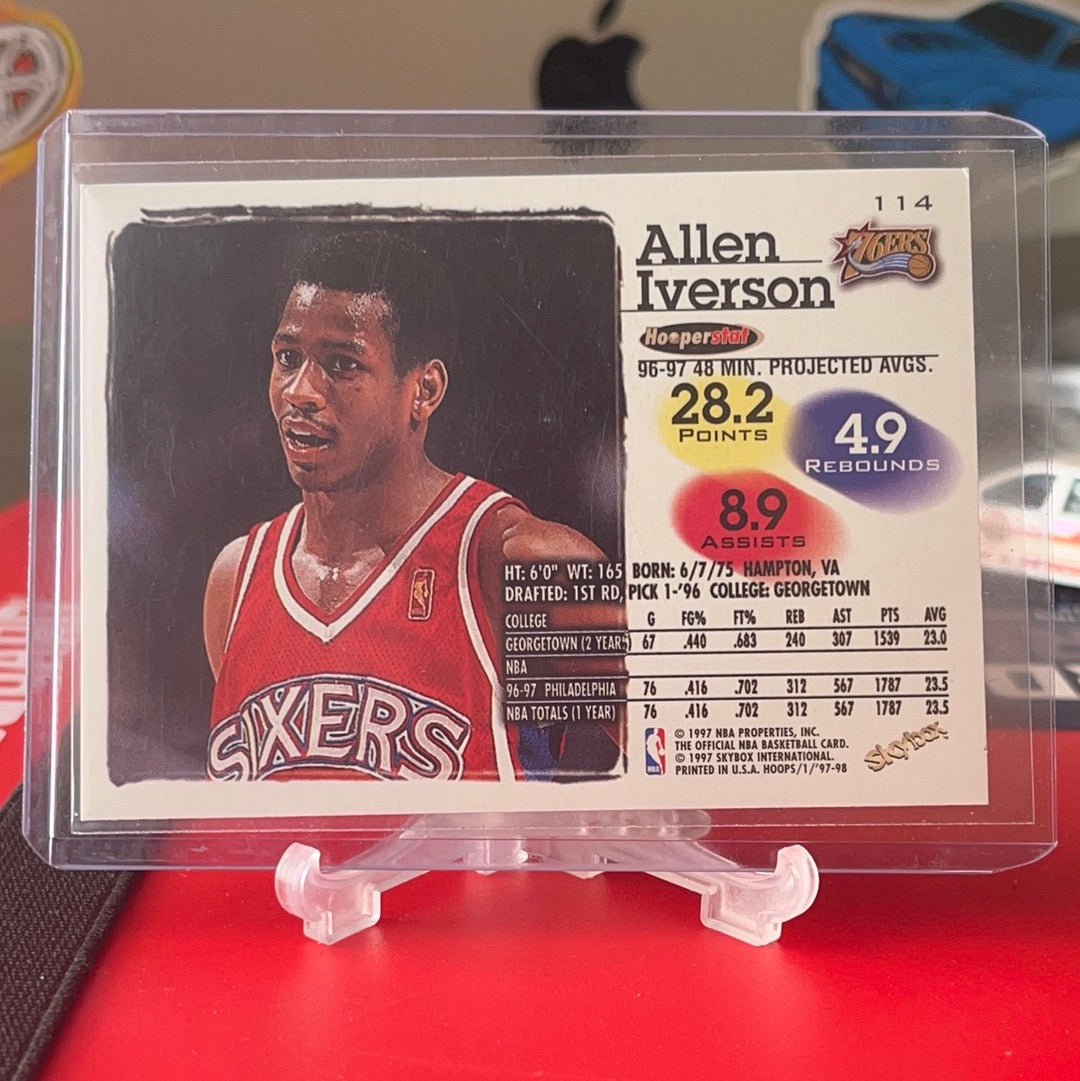 114
Allen
Iverson
76ERS
Hooperstat
96-97 48 MIN. PROJECTED AVGS.
28.2
POINTS
4.9
REBOUNDS
8.9
ASSISTS
HT: 6'0" WT: 165 BORN: 6/7/75 HAMPTON, VA
DRAFTED: 1ST RD, PICK 1-'96 COLLEGE: GEORGETOWN
COLLEGE G FG% FT% REB AST PTS AVG
GEORGETOWN (2 YEARS) 67 .440 .683 240 307 1539 23.0
NBA
96-97 PHILADELPHIA 76 .416 .702 312 567 1787 23.5
NBA TOTALS (1 YEAR) 76 .416 .702 312 567 1787 23.5
SIXERS
NBA
© 1997 NBA PROPERTIES, INC.
THE OFFICIAL NBA BASKETBALL CARD.
© 1997 SKYBOX INTERNATIONAL.
PRINTED IN U.S.A. HOOPS/1/'97-98
Skybox